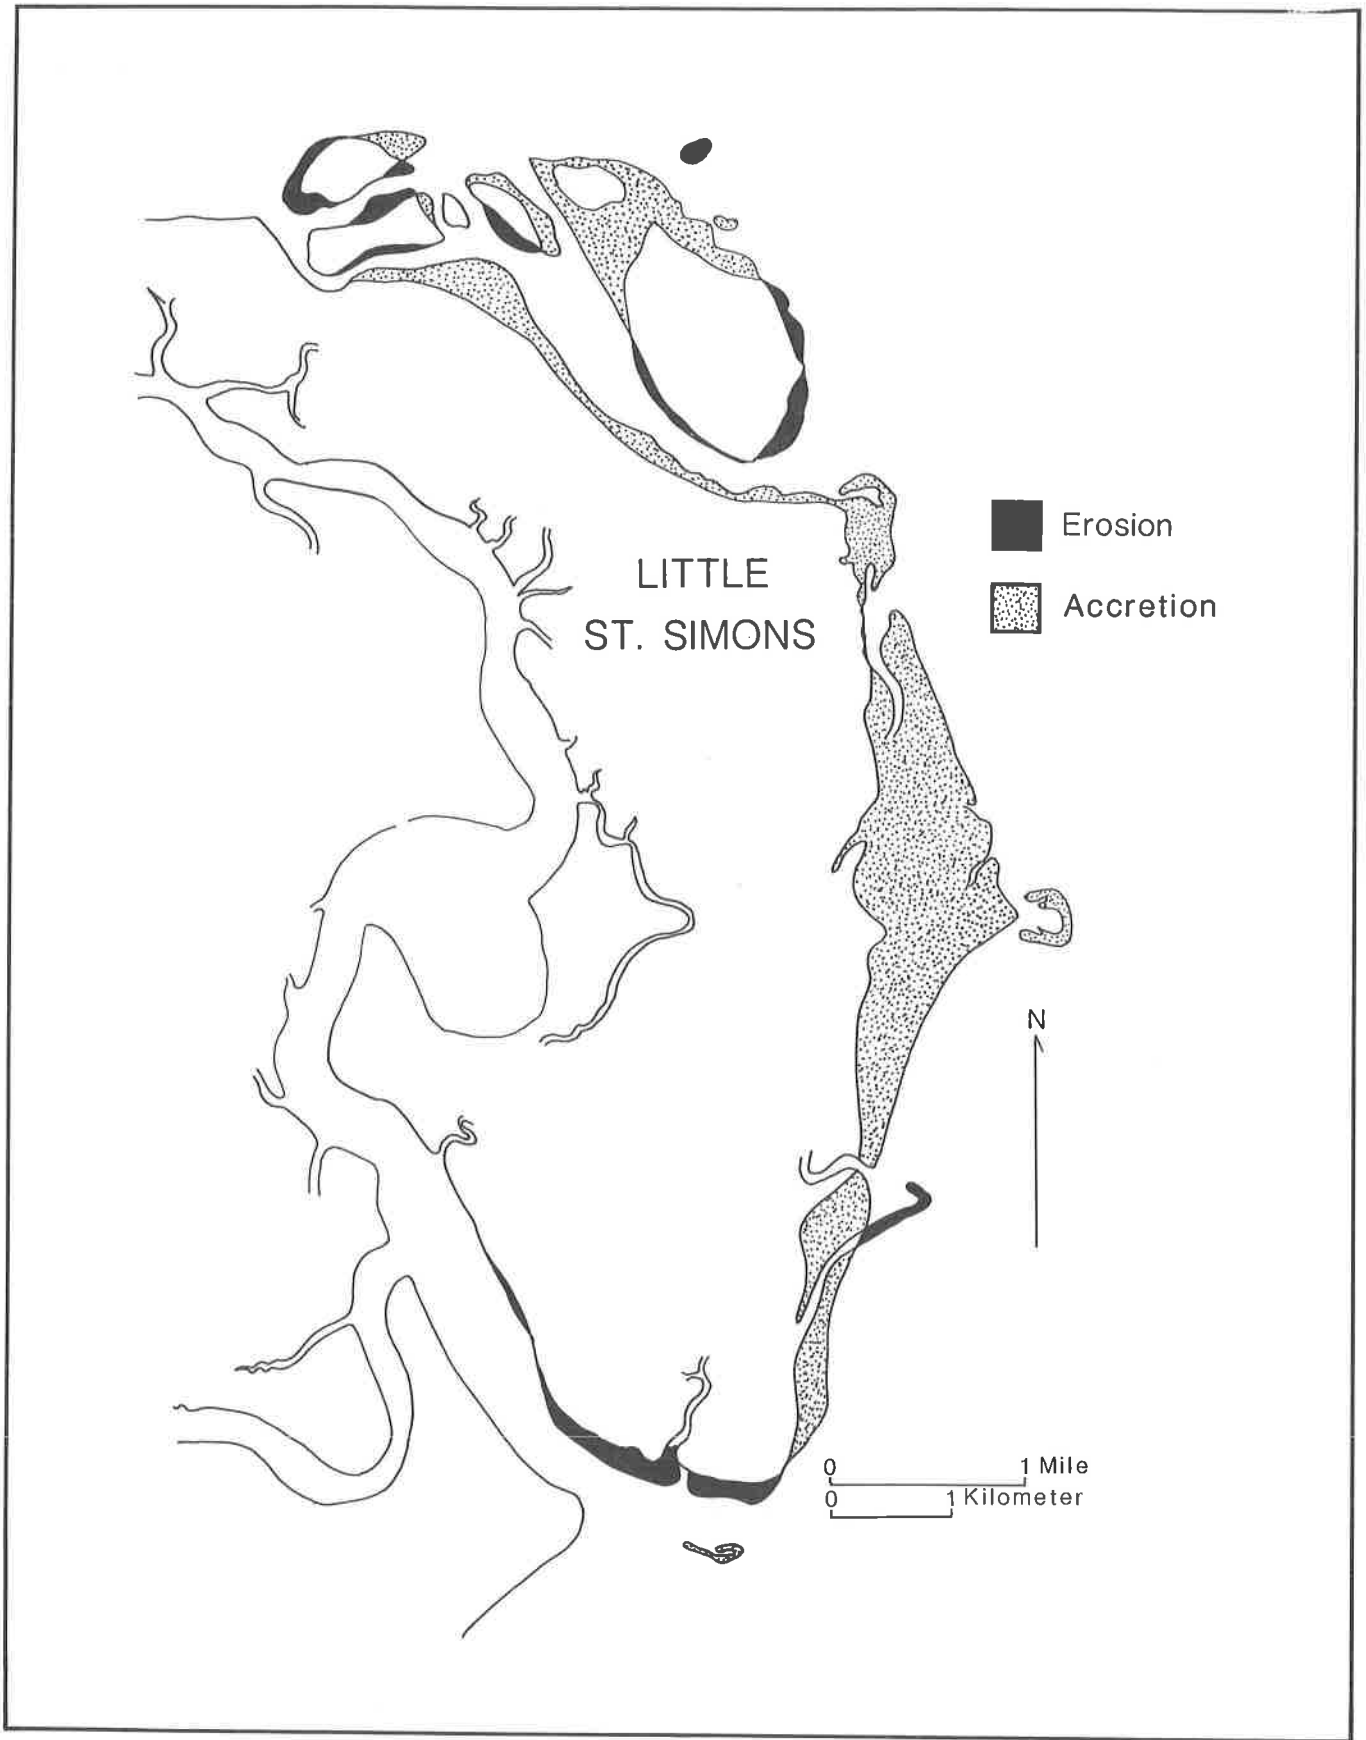 LITTLE
ST. SIMONS
Erosion
Accretion
N
0 1 Mile
0 1 Kilometer